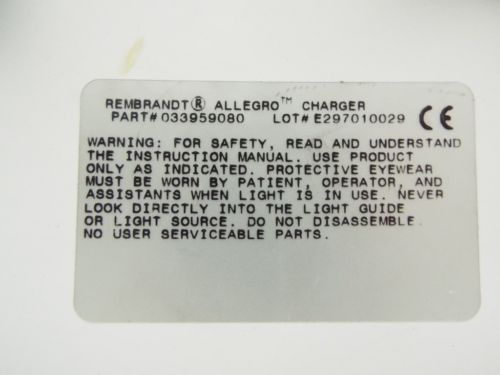 REMBRANDT® ALLEGRO™ CHARGER
PART# 033959080 LOT# E297010029 CE
WARNING: FOR SAFETY, READ AND UNDERSTAND
THE INSTRUCTION MANUAL. USE PRODUCT
ONLY AS INDICATED. PROTECTIVE EYEWEAR
MUST BE WORN BY PATIENT, OPERATOR, AND
ASSISTANTS WHEN LIGHT IS IN USE. NEVER
LOOK DIRECTLY INTO THE LIGHT GUIDE
OR LIGHT SOURCE. DO NOT DISASSEMBLE.
NO USER SERVICEABLE PARTS.